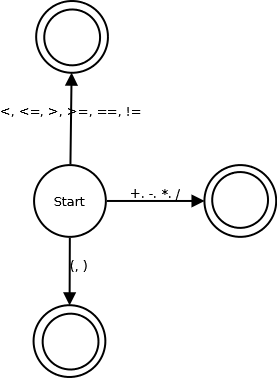 <, <=, >, >=, ==, !=
+. -. *. /
Start
(, )